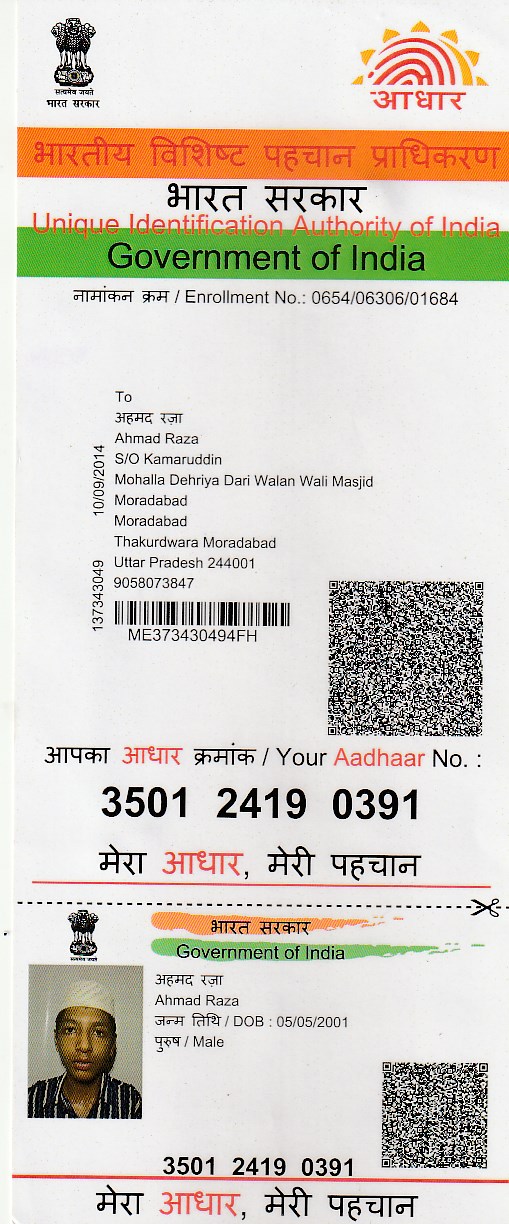 सत्यमेव जयते
भारत सरकार
आधार
भारतीय विशिष्ट पहचान प्राधिकरण
भारत सरकार
Unique Identification Authority of India
Government of India
नामांकन क्रम / Enrollment No.: 0654/06306/01684
To
अहमद रज़ा
Ahmad Raza
S/O Kamaruddin
Mohalla Dehriya Dari Walan Wali Masjid
Moradabad
Moradabad
Thakurdwara Moradabad
Uttar Pradesh 244001
9058073847
137343049 10/09/2014
ME373430494FH
आपका आधार क्रमांक / Your Aadhaar No. :
3501 2419 0391
मेरा आधार, मेरी पहचान
सत्यमेव जयते
भारत सरकार
Government of India
अहमद रज़ा
Ahmad Raza
जन्म तिथि / DOB : 05/05/2001
पुरुष / Male
3501 2419 0391
मेरा आधार, मेरी पहचान